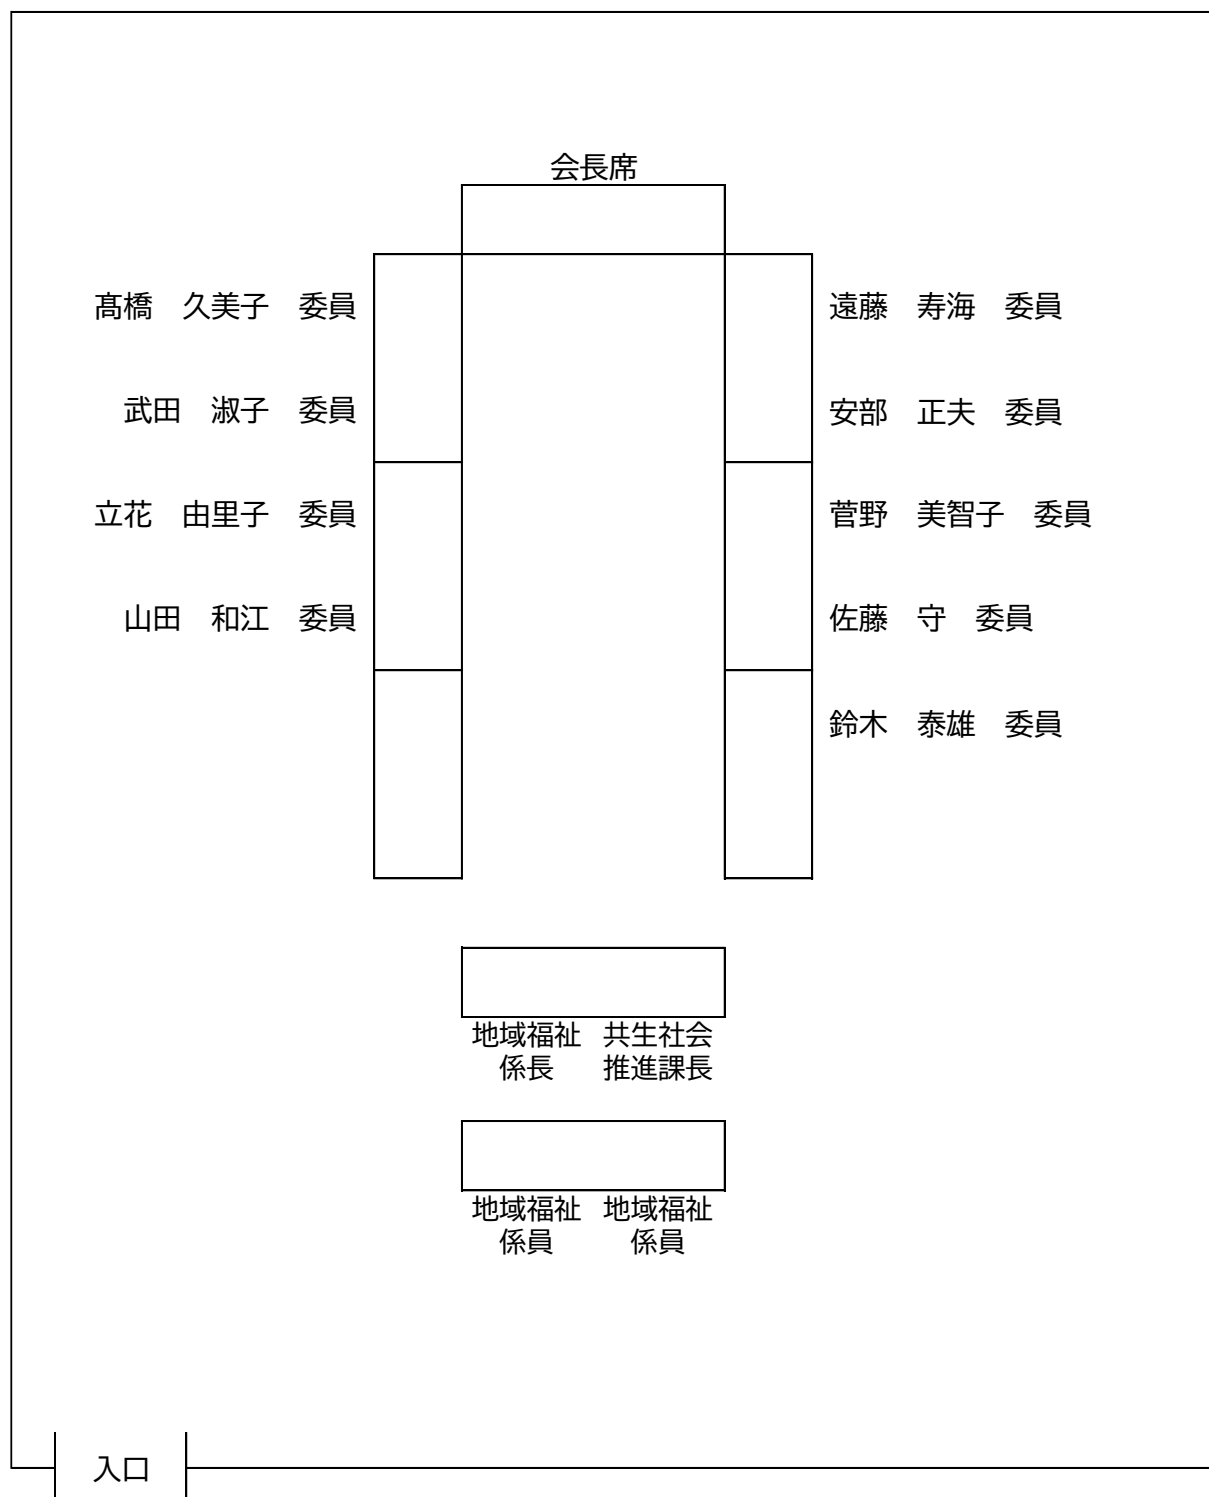 会長席
髙橋　久美子　委員
遠藤　寿海　委員
武田　淑子　委員
安部　正夫　委員
立花　由里子　委員
菅野　美智子　委員
山田　和江　委員
佐藤　守　委員
鈴木　泰雄　委員
地域福祉　共生社会
係長　推進課長
地域福祉　地域福祉
係員　係員
入口